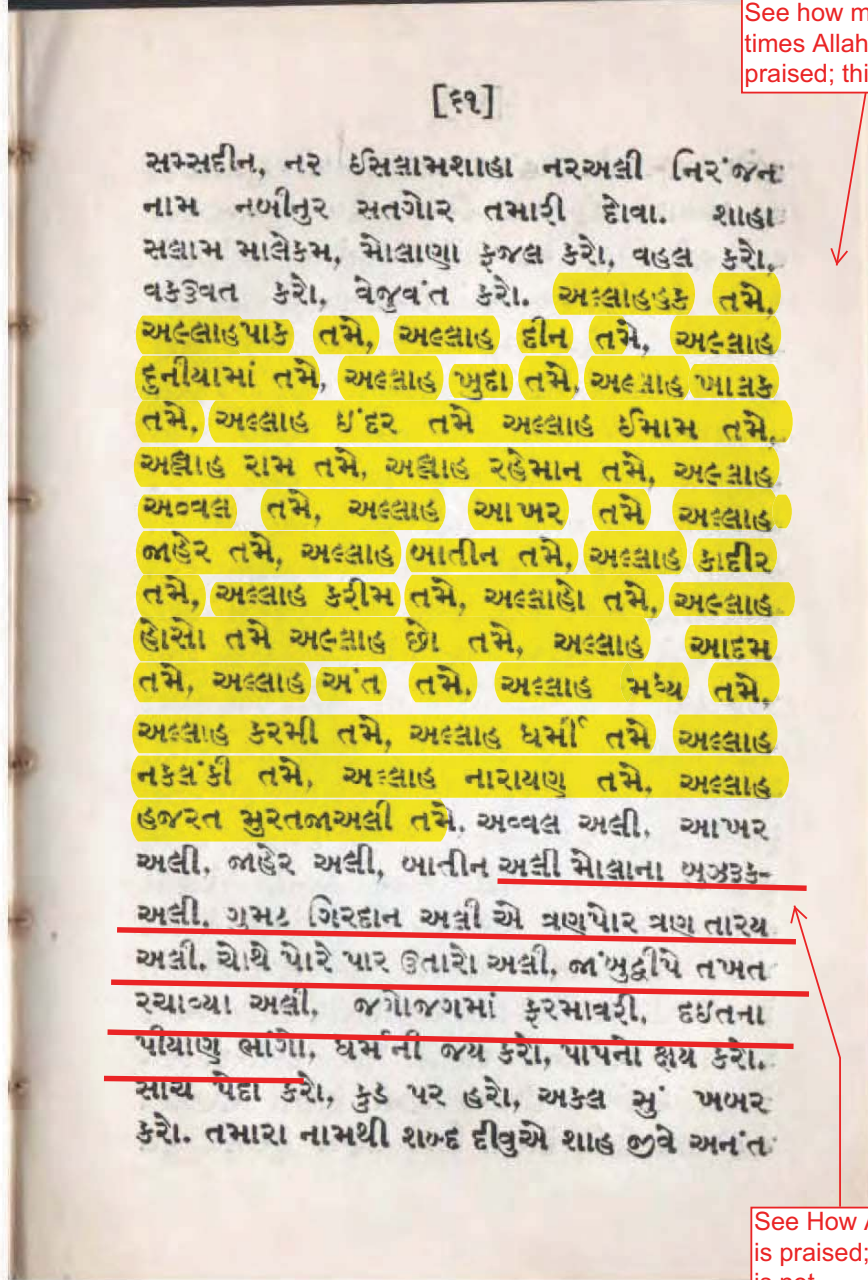 See how m
times Allah
praised; thi
[૬૧]
સમ્સદીન, નર ઈસલામશાહા નરઅલી નિરંજન
નામ નબીનુર સતગોર તમારી દોવા. શાહા
સલામ માલેકમ, મોલાણા ફજલ કરો, વહલ કરો,
વકઉવત કરો, વેજુવંત કરો. અલ્લાહહક તમે,
અલ્લાહપાક તમે, અલ્લાહ દીન તમે, અલ્લાહ
દુનીયામાં તમે, અલ્લાહ ખુદા તમે, અલ્લાહ ખાલક
તમે, અલ્લાહ ઇંદર તમે અલ્લાહ ઈમામ તમે,
અલ્લાહ રામ તમે, અલ્લાહ રહેમાન તમે, અલ્લાહ
અવ્વલ તમે, અલ્લાહ આખર તમે અલ્લાહ
જાહેર તમે, અલ્લાહ બાતીન તમે, અલ્લાહ કાદીર
તમે, અલ્લાહ કરીમ તમે, અલ્લાહો તમે, અલ્લાહ
હોસો તમે અલ્લાહ છો તમે, અલ્લાહ આદમ
તમે, અલ્લાહ અંત તમે, અલ્લાહ મધ્ય તમે,
અલ્લાહ કરમી તમે, અલ્લાહ ધર્મી તમે અલ્લાહ
નકલંકી તમે, અલ્લાહ નારાયણ તમે, અલ્લાહ
હજરત મુરતજાઅલી તમે, અવ્વલ અલી, આખર
અલી, જાહેર અલી, બાતીન અલી મોલાના બુઝરૂક-
અલી, ગુમટ ગિરદાન અલી એ ત્રણપોર ત્રણ તારય
અલી. ચોથે પોરે પાર ઉતારો અલી, જાંબુદ્વીપે તખત
રચાવ્યા અલી, જગોજગમાં ફરમાવરી, દઈતના
પીયાણુ ભાંગો, ધર્મની જય કરો, પાપનો ક્ષય કરો.
સાચ પેદા કરો, કુડ પર હરો, અકલ સું ખબર
કરો. તમારા નામથી શબ્દ દીવુએ શાહ જીવે અનંત
See How A
is praised;
is not